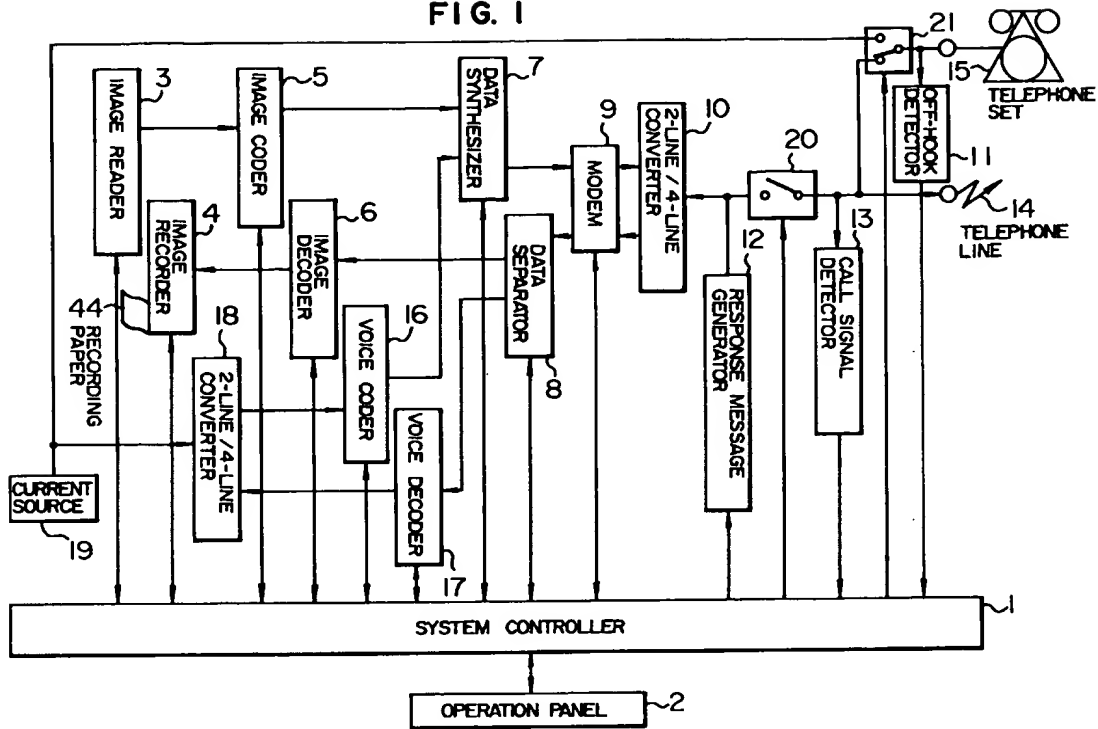 FIG. 1
21
15
TELEPHONE
SET
3
IMAGE READER
5
IMAGE CODER
7
DATA
SYNTHESIZER
9
MODEM
10
2-LINE/4-LINE
CONVERTER
20
OFF-HOOK
DETECTOR
11
14
TELEPHONE
LINE
4
IMAGE
RECORDER
6
IMAGE DECODER
DATA
SEPARATOR
8
12
RESPONSE MESSAGE
GENERATOR
13
CALL SIGNAL
DETECTOR
44
RECORDING
PAPER
18
2-LINE/4-LINE
CONVERTER
16
VOICE CODER
VOICE DECODER
17
CURRENT
SOURCE
19
SYSTEM CONTROLLER
1
OPERATION PANEL
2